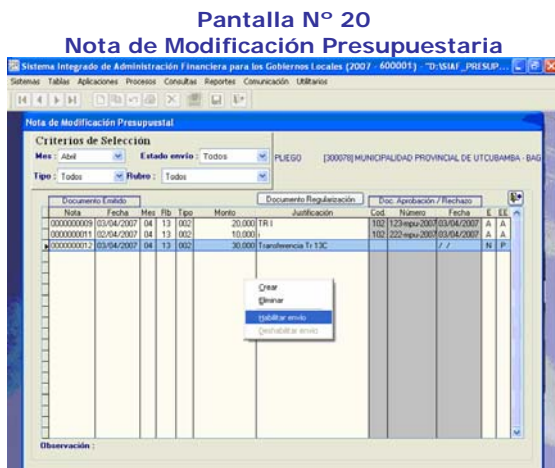 Pantalla Nº 20
Nota de Modificación Presupuestaria
Sistema Integrado de Administración Financiera para los Gobiernos Locales (2007 - 600001) - "D:\SIAF_PRESUP...
Sistemas Tablas Aplicaciones Procesos Consultas Reportes Comunicación Utilitarios
Nota de Modificación Presupuestal
Criterios de Selección
Mes : Abril Estado envío : Todos PLIEGO [300078] MUNICIPALIDAD PROVINCIAL DE UTCUBAMBA - BAG
Tipo : Todos Rubro : Todos
Documento Emitido Documento Regularización Doc. Aprobación / Rechazo
Nota Fecha Mes Rb Tipo Monto Justificación Cod. Número Fecha E EE
0000000009 03/04/2007 04 13 002 20,000 TR I 102 123-mpu-2007 03/04/2007 A A
0000000011 02/04/2007 04 13 002 10,000 i 102 222-mpu-2007 03/04/2007 A A
0000000012 03/04/2007 04 13 002 30,000 Transferencia Tr 13C / / N P
Crear
Eliminar
Habilitar envío
Deshabilitar envío
Observación :